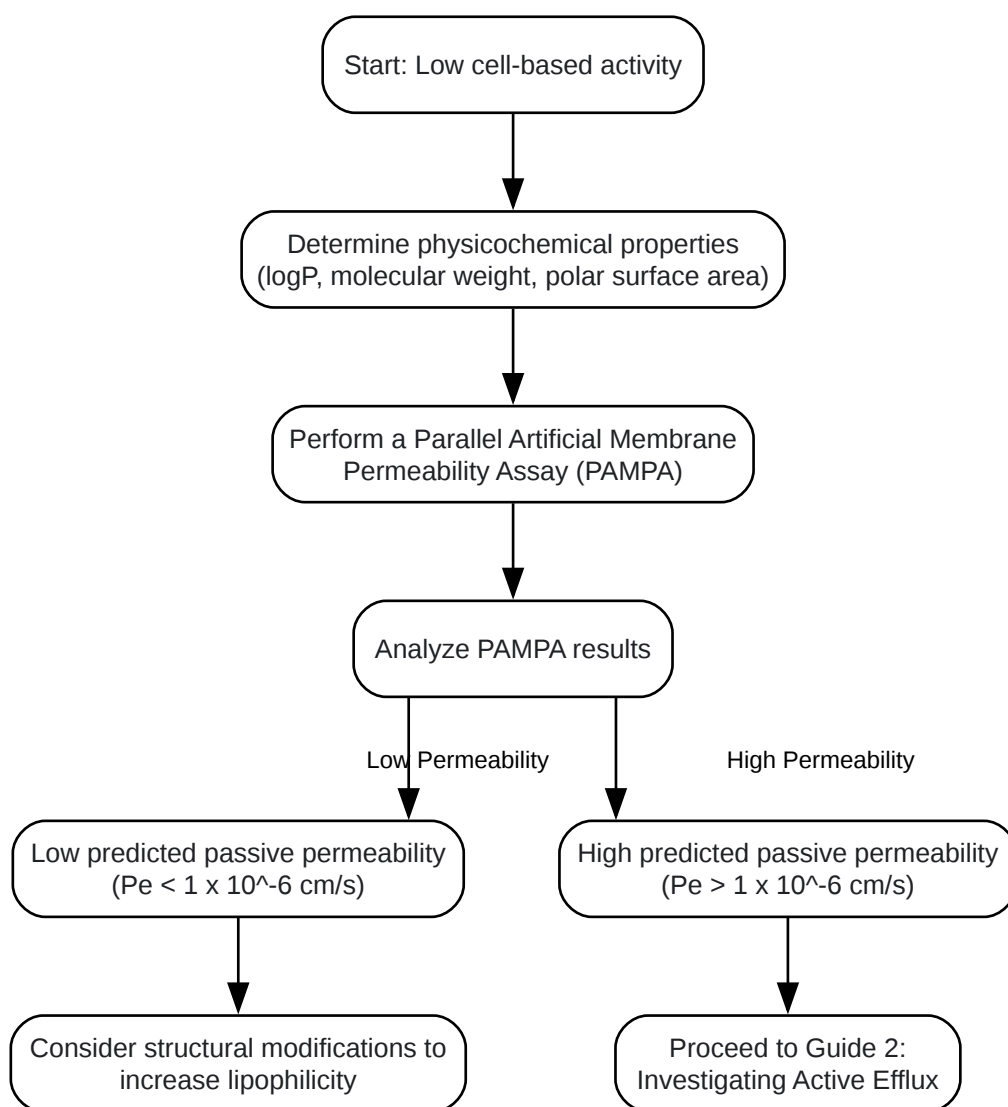 Start: Low cell-based activity
Determine physicochemical properties
(logP, molecular weight, polar surface area)
Perform a Parallel Artificial Membrane
Permeability Assay (PAMPA)
Analyze PAMPA results
Low Permeability
High Permeability
Low predicted passive permeability
(Pe < 1 x 10^-6 cm/s)
High predicted passive permeability
(Pe > 1 x 10^-6 cm/s)
Consider structural modifications to
increase lipophilicity
Proceed to Guide 2:
Investigating Active Efflux